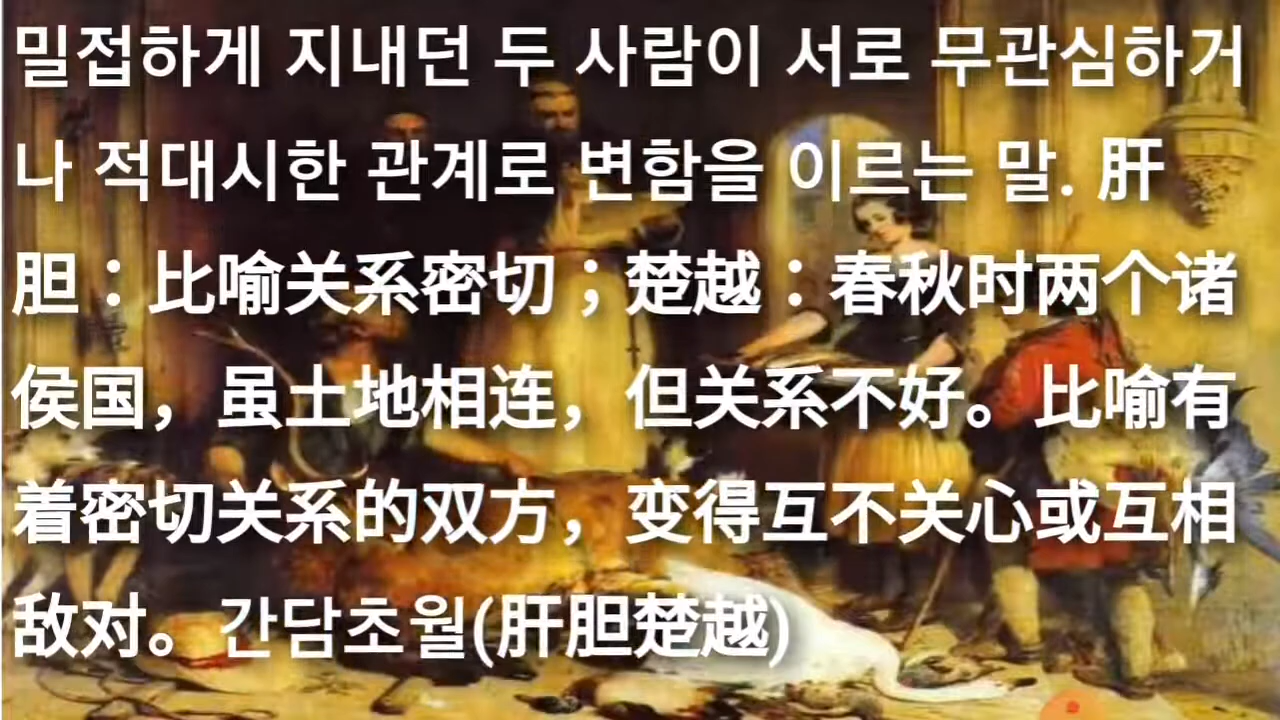 밀접하게 지내던 두 사람이 서로 무관심하거
나 적대시한 관계로 변함을 이르는 말. 肝
胆：比喻关系密切；楚越：春秋时两个诸
侯国，虽土地相连，但关系不好。比喻有
着密切关系的双方，变得互不关心或互相
敌对。간담초월(肝胆楚越)